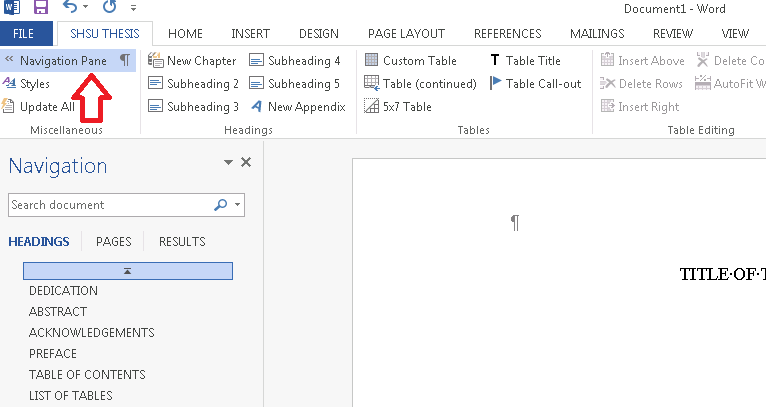 Document1 - Word
FILE SHSU THESIS HOME INSERT DESIGN PAGE LAYOUT REFERENCES MAILINGS REVIEW VIEW
« Navigation Pane ¶ New Chapter Subheading 4 Custom Table T Table Title Insert Above Delete Co
Styles Subheading 2 Subheading 5 Table (continued) Table Call-out Delete Rows AutoFit W
Update All Subheading 3 New Appendix 5x7 Table Insert Right
Miscellaneous Headings Tables Table Editing
Navigation
Search document
HEADINGS PAGES RESULTS
DEDICATION
ABSTRACT
ACKNOWLEDGEMENTS
PREFACE
TABLE OF CONTENTS
LIST OF TABLES
¶
TITLE·OF·T